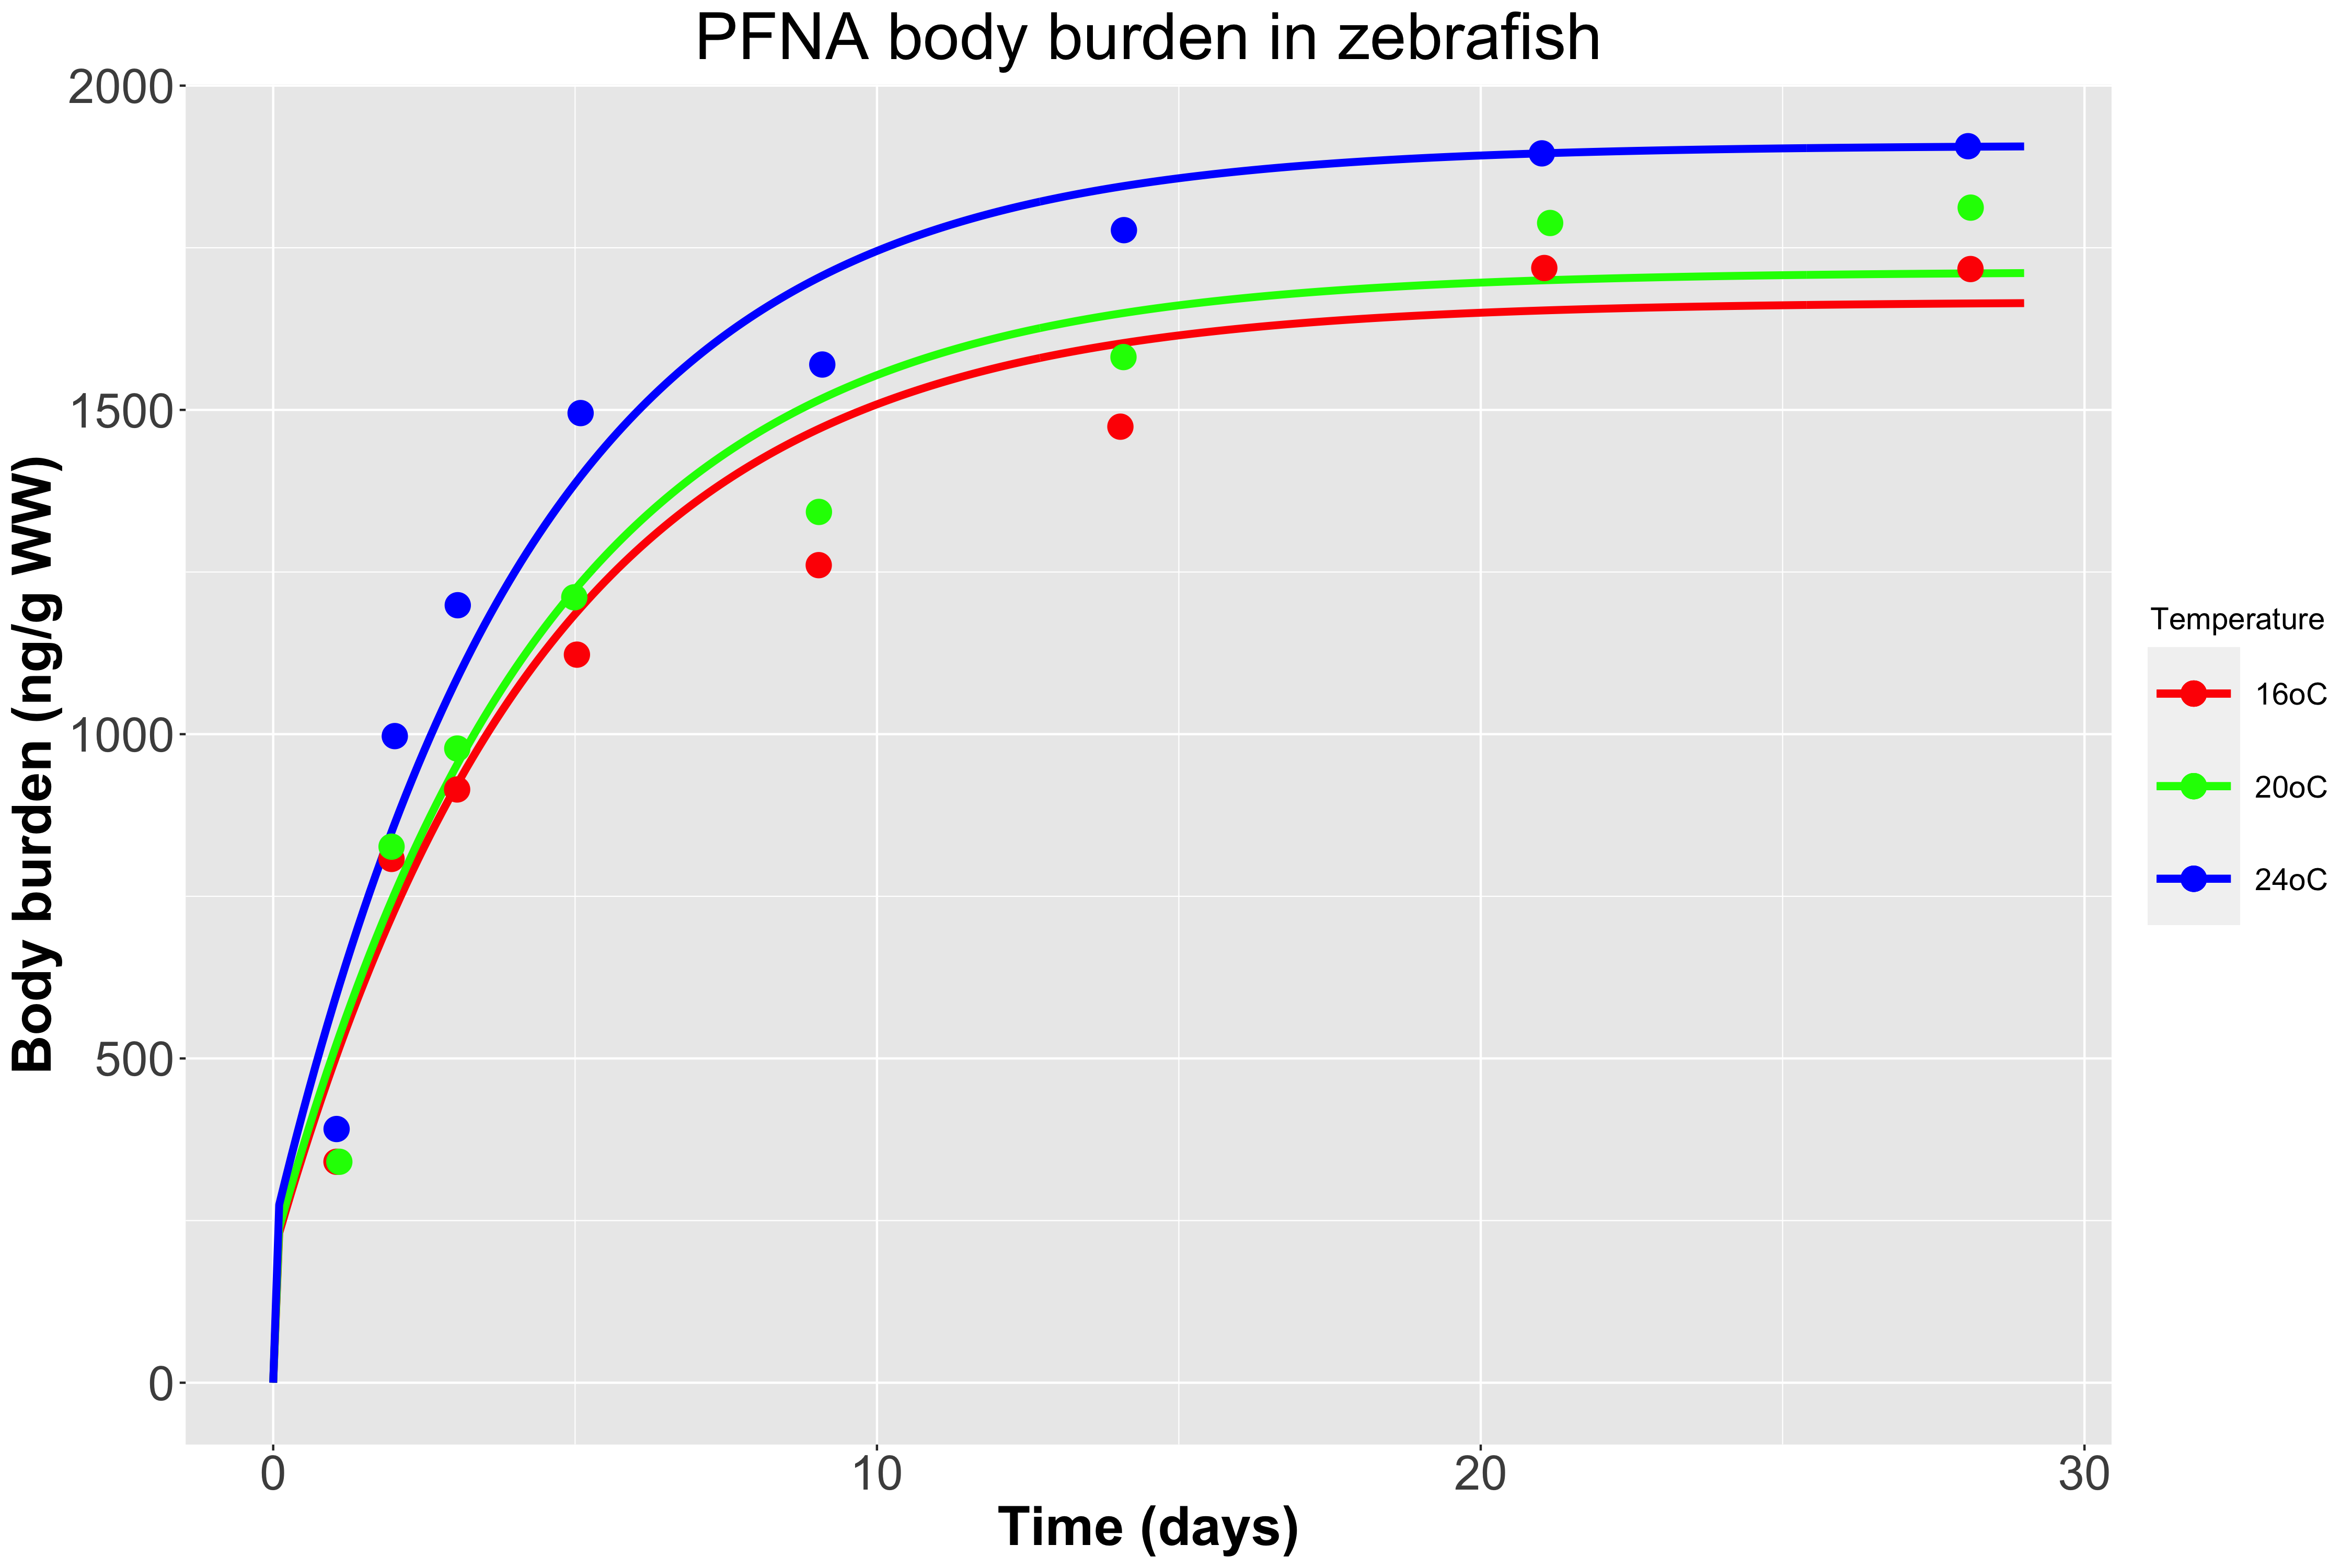 PFNA body burden in zebrafish
2000
1500
1000
500
0
Body burden (ng/g WW)
0 10 20 30
Time (days)
Temperature
16oC
20oC
24oC